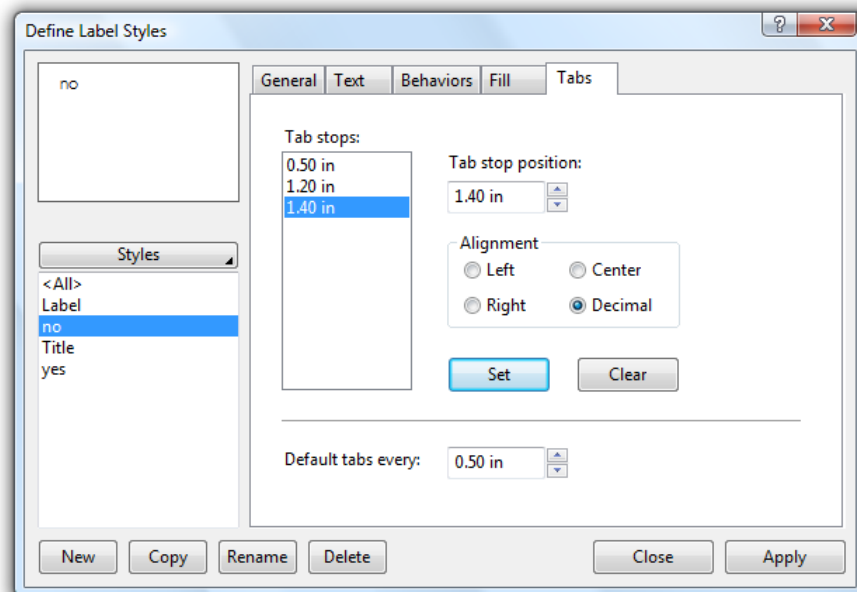 Define Label Styles
?
no
Styles
<All>
Label
no
Title
yes
General Text Behaviors Fill Tabs
Tab stops:
0.50 in
1.20 in
1.40 in
Tab stop position:
1.40 in
Alignment
Left Center
Right Decimal
Set Clear
Default tabs every: 0.50 in
New Copy Rename Delete Close Apply